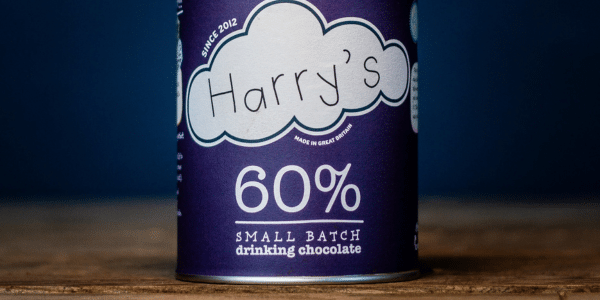 SINCE 2012
Harry's
MADE IN GREAT BRITAIN
60%
SMALL BATCH
drinking chocolate